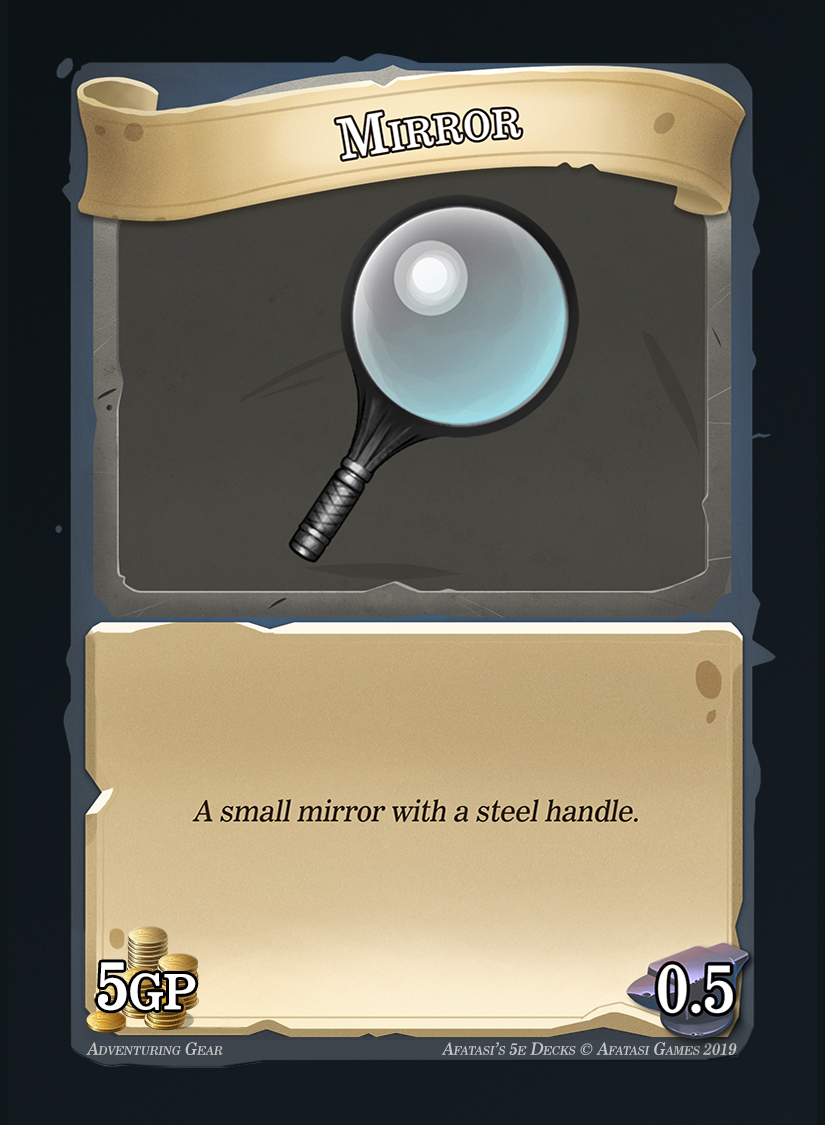 Mirror
A small mirror with a steel handle.
5GP
0.5
Adventuring Gear
Afatasi's 5e Decks © Afatasi Games 2019